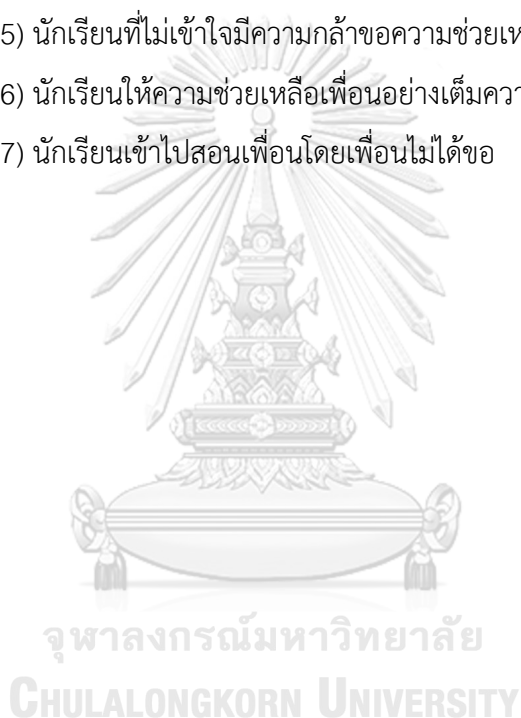 5) นักเรียนที่ไม่เข้าใจมีความกล้าขอความช่วย
6) นักเรียนให้ความช่วยเหลือเพื่อนอย่างเต็ม
7) นักเรียนเข้าไปสอนเพื่อนโดยเพื่อนไม่ได้ขอ
จุฬาลงกรณ์มหาวิทยาลัย
CHULALONGKORN UNIVERSITY